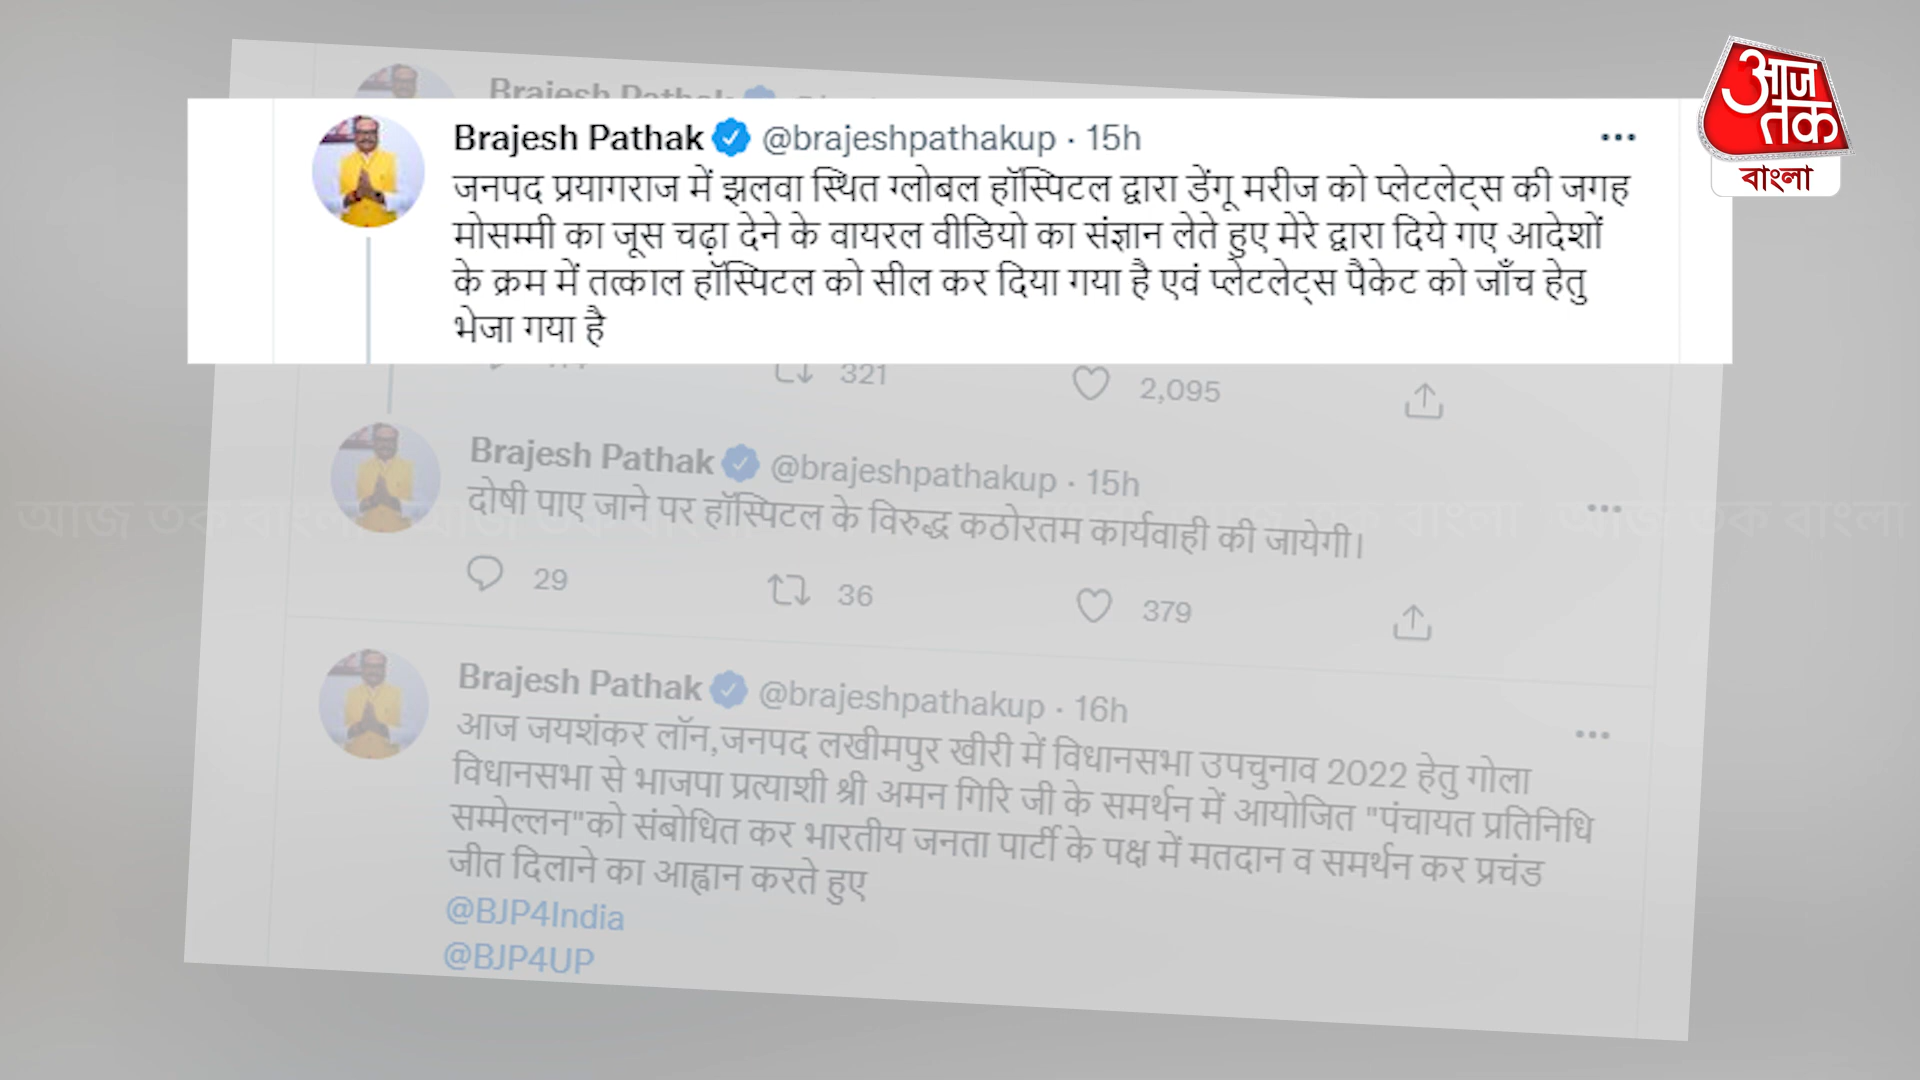 आज
तक
বাংলা
Brajesh Pathak
Brajesh Pathak @brajeshpathakup · 15h
जनपद प्रयागराज में झलवा स्थित ग्लोबल हॉस्पिटल द्वारा डेंगू मरीज को प्लेटलेट्स की जगह
मोसम्मी का जूस चढ़ा देने के वायरल वीडियो का संज्ञान लेते हुए मेरे द्वारा दिये गए आदेशों
के क्रम में तत्काल हॉस्पिटल को सील कर दिया गया है एवं प्लेटलेट्स पैकेट को जाँच हेतु
भेजा गया है
321 2,095
Brajesh Pathak @brajeshpathakup · 15h
दोषी पाए जाने पर हॉस्पिटल के विरुद्ध कठोरतम कार्यवाही की जायेगी।
29 36 379
Brajesh Pathak @brajeshpathakup · 16h
आज जयशंकर लॉन,जनपद लखीमपुर खीरी में विधानसभा उपचुनाव 2022 हेतु गोला
विधानसभा से भाजपा प्रत्याशी श्री अमन गिरि जी के समर्थन में आयोजित "पंचायत प्रतिनिधि
सम्मेल्लन"को संबोधित कर भारतीय जनता पार्टी के पक्ष में मतदान व समर्थन कर प्रचंड
जीत दिलाने का आह्वान करते हुए
@BJP4India
@BJP4UP